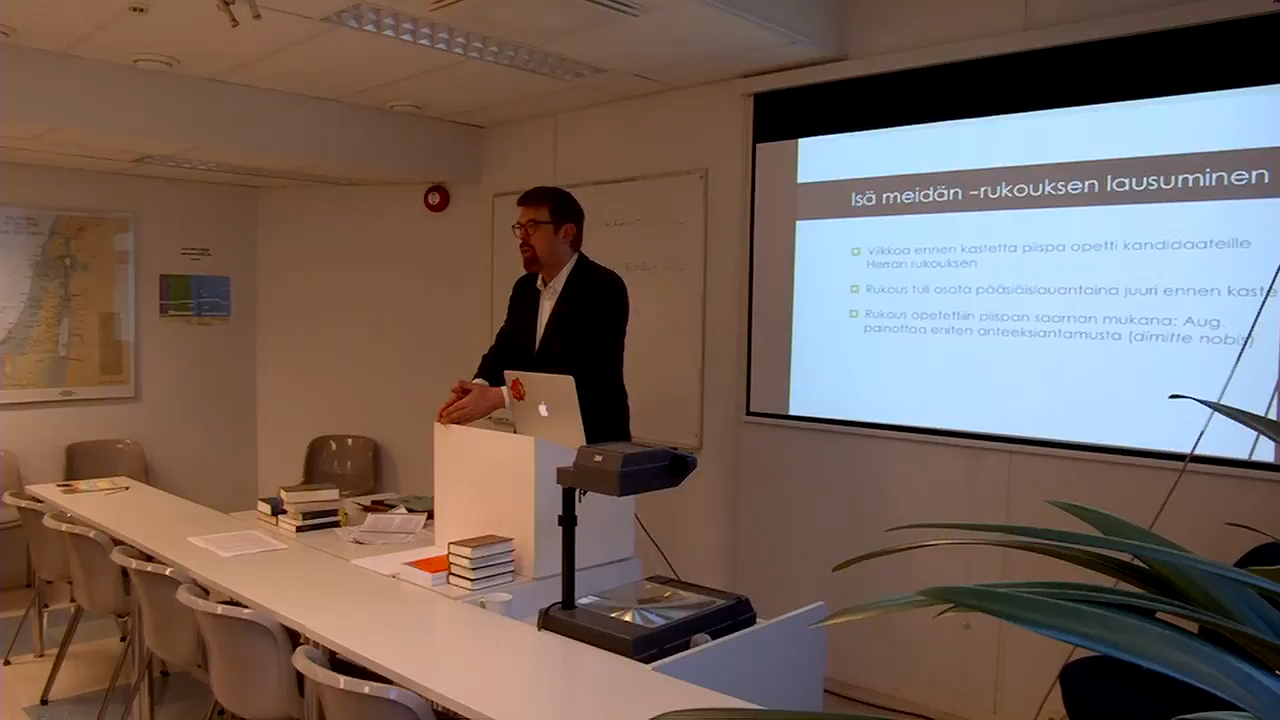 Isä meidän –rukouksen lausuminen
Viikkoa ennen kastetta piispa opetti kandidaateille
Herran rukouksen
Rukous tuli osata pääsiäislauantaina juuri ennen kaste
Rukous opetettiin piispan saarnan mukana: Aug.
painottaa eniten anteeksiantamusta (dimitte nobis)